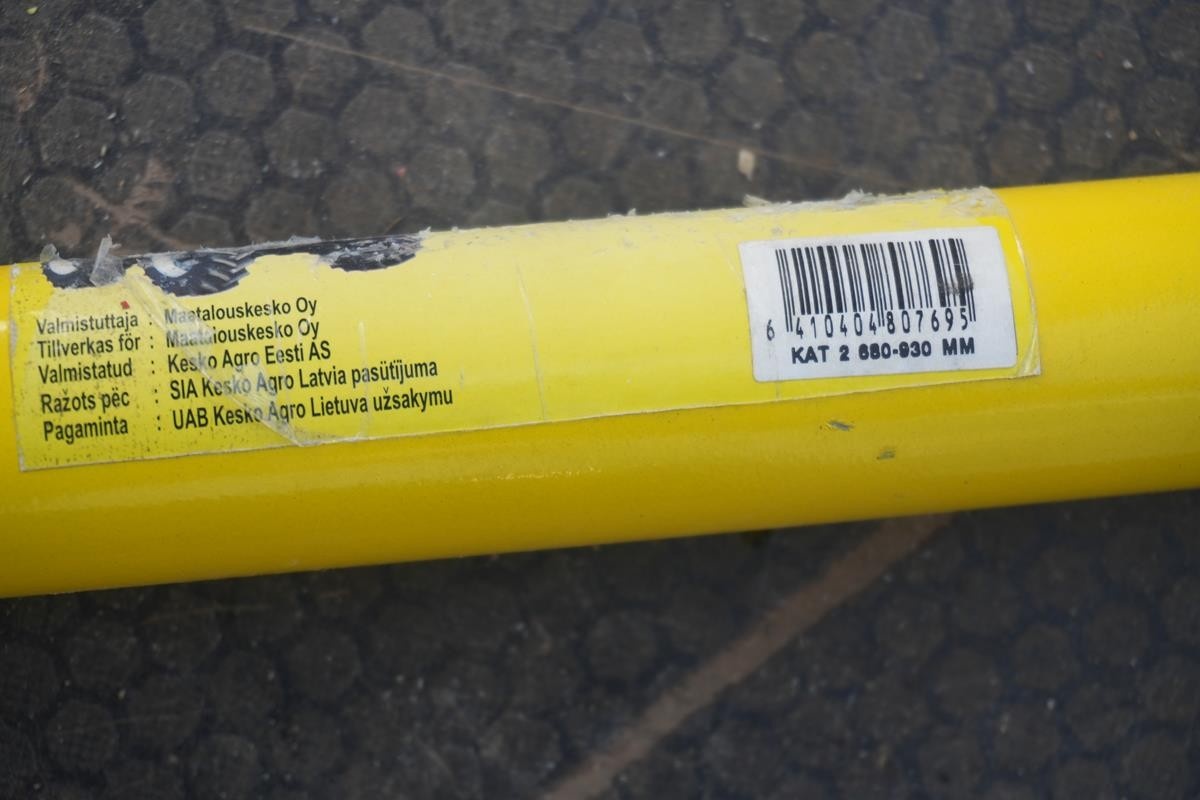 Valmistuttaja : Maatalouskesko Oy
Tillverkas för : Maatalouskesko Oy
Valmistatud : Kesko Agro Eesti AS
Ražots pēc : SIA Kesko Agro Latvia pasūtījuma
Pagaminta : UAB Kesko Agro Lietuva užsakymu
6 410404 807695
KAT 2 680-930 MM